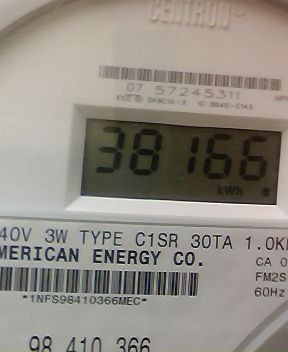 CENTRON
07 57245311
38166
kWh
40V 3W TYPE C1SR 30TA 1.0K
MERICAN ENERGY CO.
CA 0
FM2S
*1NFS98410366MEC*
60Hz
98 410 366